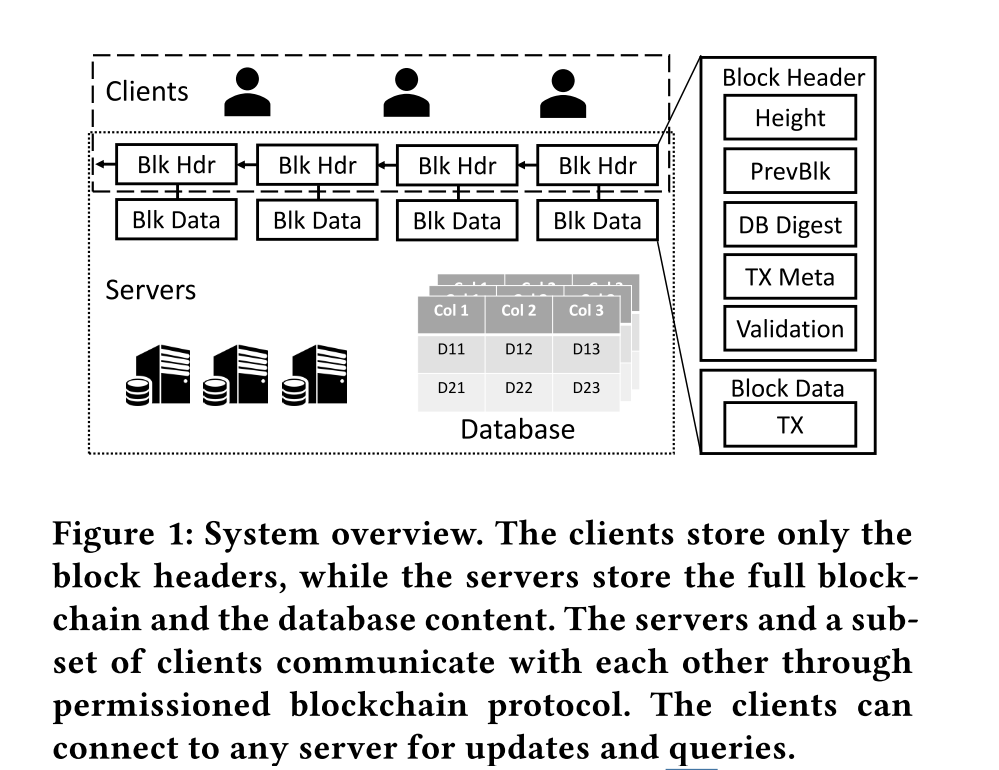 Clients
Blk Hdr
Blk Hdr
Blk Hdr
Blk Hdr
Blk Data
Blk Data
Blk Data
Blk Data
Servers
Col 1 Col 2 Col 3
D11 D12 D13
D21 D22 D23
Database
Block Header
Height
PrevBlk
DB Digest
TX Meta
Validation
Block Data
TX
Figure 1: System overview. The clients store only the
block headers, while the servers store the full block-
chain and the database content. The servers and a sub-
set of clients communicate with each other through
permissioned blockchain protocol. The clients can
connect to any server for updates and queries.